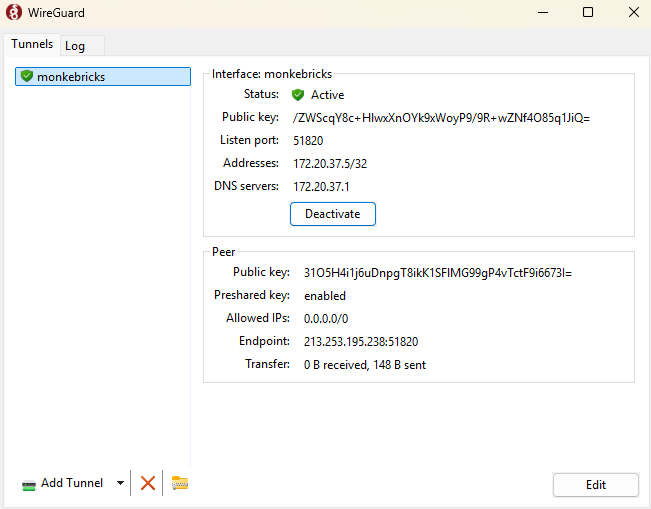 WireGuard
Tunnels Log
monkebricks
Interface: monkebricks
Status: Active
Public key: /ZWScqY8c+HIwxXnOYk9xWoyP9/9R+wZNf4O85q1JiQ=
Listen port: 51820
Addresses: 172.20.37.5/32
DNS servers: 172.20.37.1
Deactivate
Peer
Public key: 31O5H4i1j6uDnpgT8ikK1SFIMG99gP4vTctF9i6673I=
Preshared key: enabled
Allowed IPs: 0.0.0.0/0
Endpoint: 213.253.195.238:51820
Transfer: 0 B received, 148 B sent
Add Tunnel
Edit